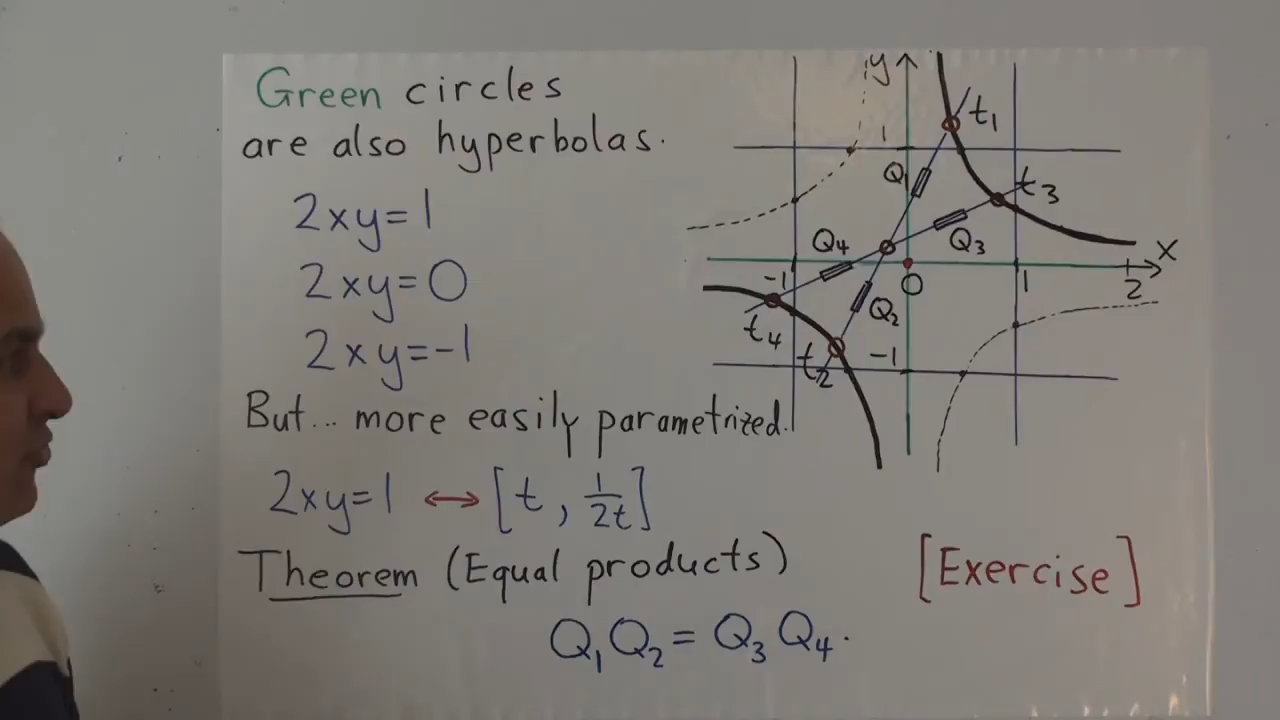 Green circles
are also hyperbolas.
2xy=1
2xy=0
2xy=-1
But... more easily parametrized.
2xy=1 ↔ [t, 1/2t]
Theorem (Equal products)
[Exercise]
Q₁Q₂ = Q₃Q₄.
y
1
t₁
Q₁
t₃
Q₄
Q₃
x
-1
0
1
2
t₄
Q₂
t₂
-1